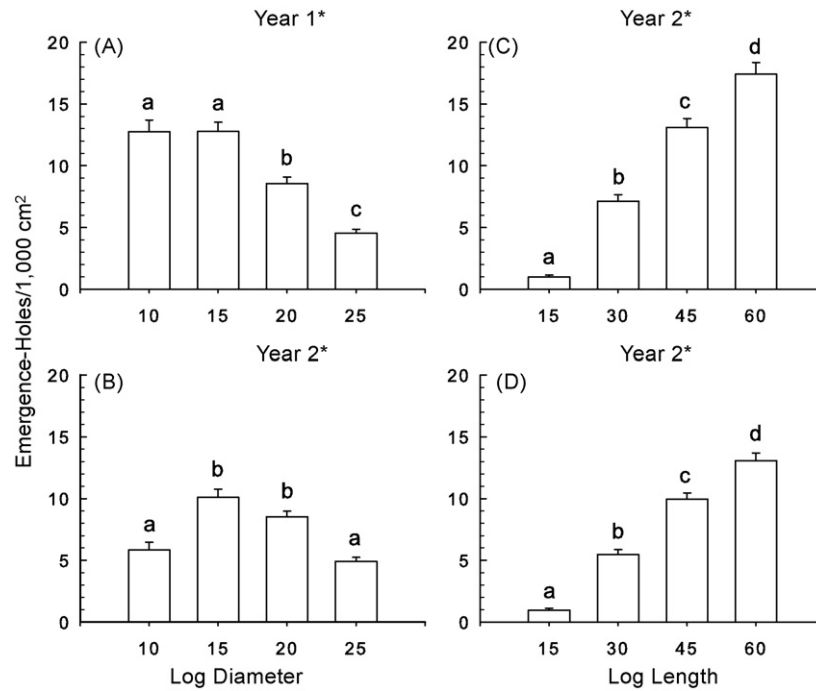 Year 1*
(A)
20
15
10
5
0
a
a
b
c
10 15 20 25
Year 2*
(C)
20
15
10
5
0
a
b
c
d
15 30 45 60
Emergence-Holes/1,000 cm²
Year 2*
(B)
20
15
10
5
0
a
b
b
a
10 15 20 25
Log Diameter
Year 2*
(D)
20
15
10
5
0
a
b
c
d
15 30 45 60
Log Length